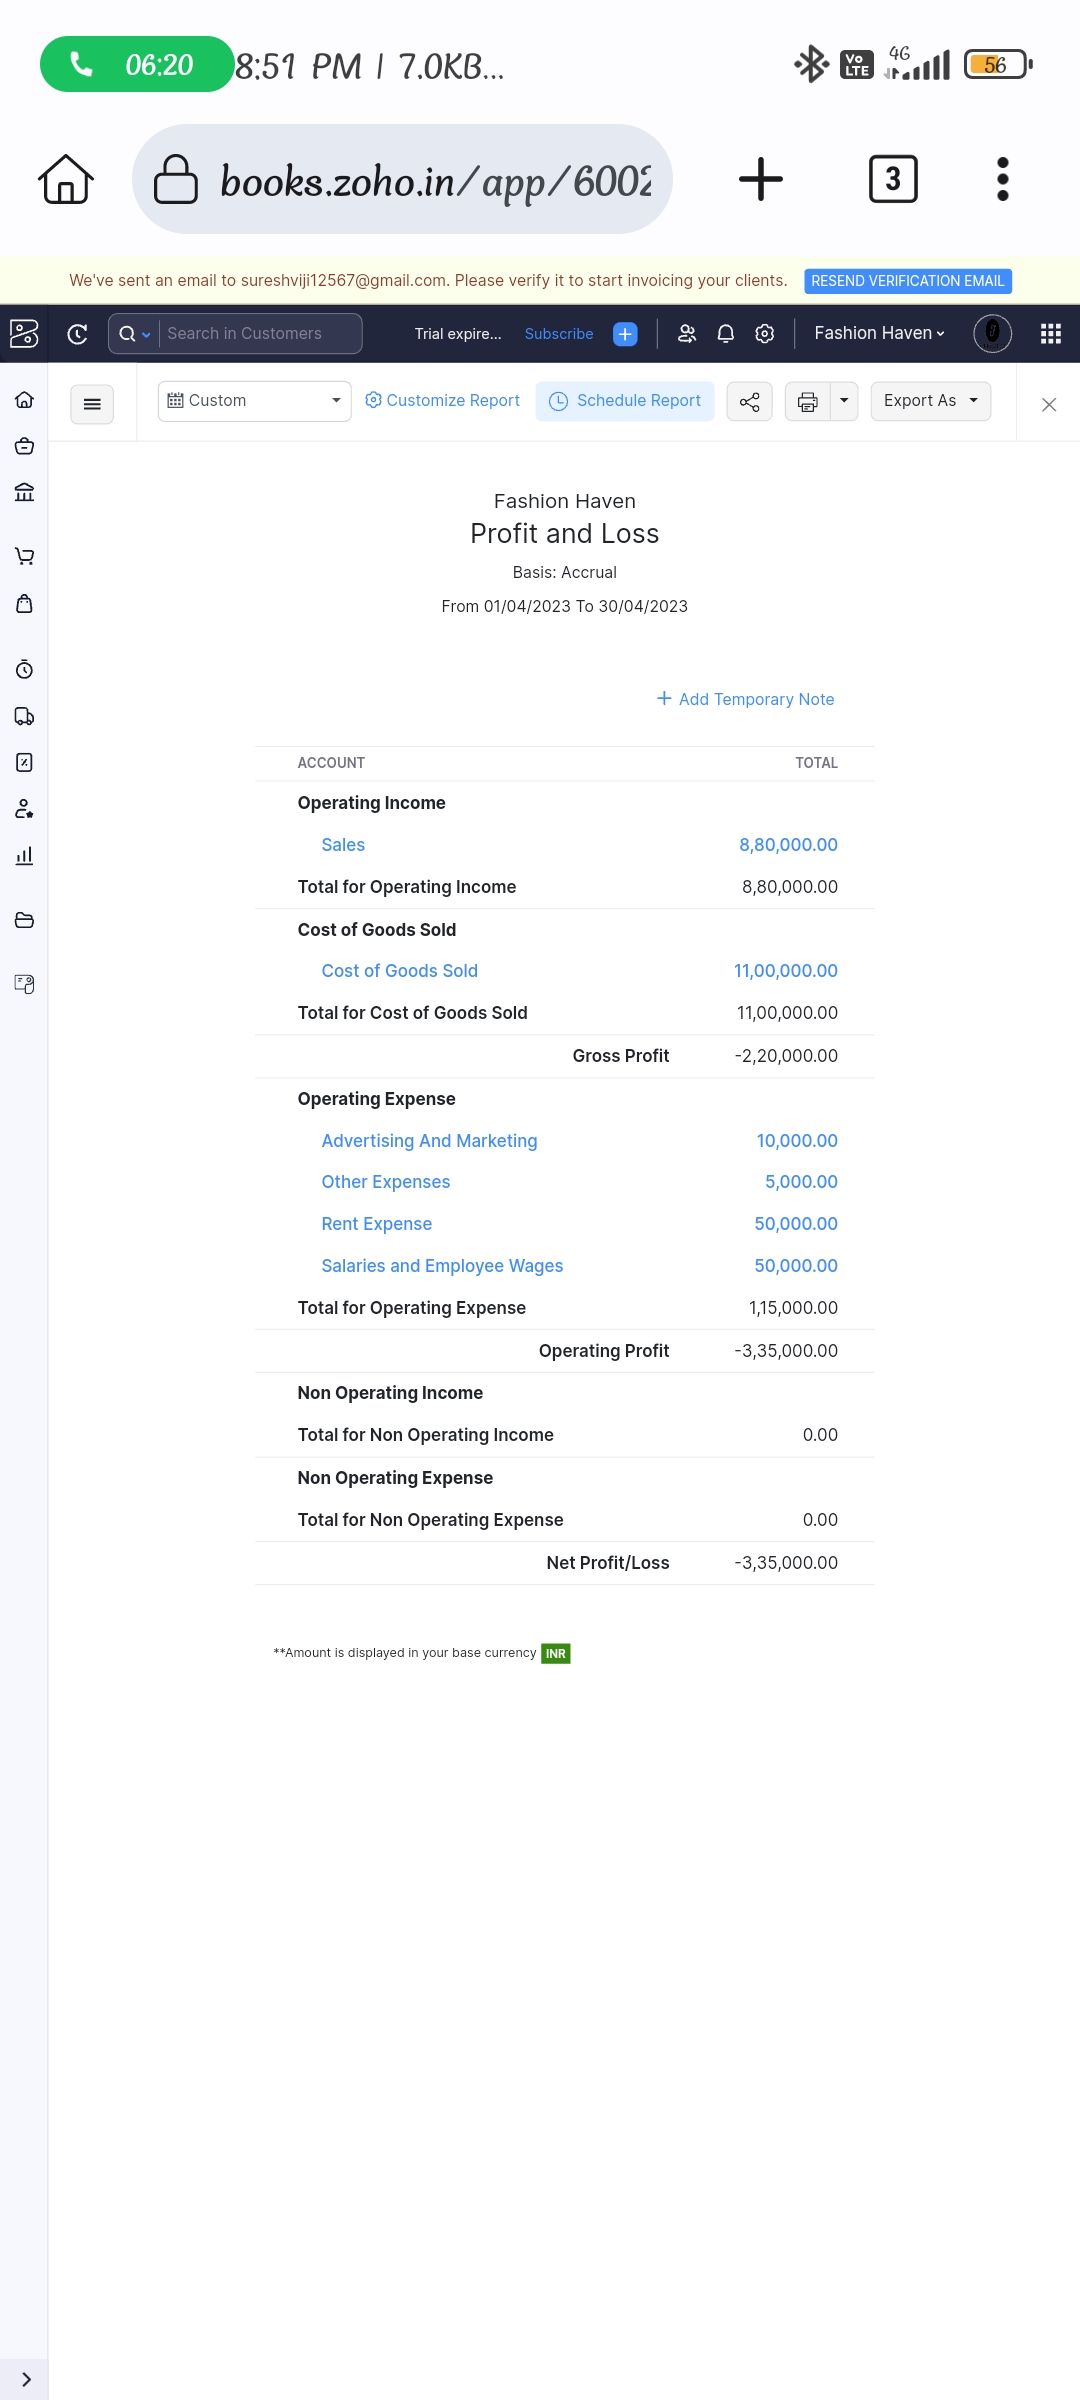 06:20 8:51 PM | 7.0KB... VO LTE 4G 56
books.zoho.in/app/6002 3
We've sent an email to sureshviji12567@gmail.com. Please verify it to start invoicing your clients. RESEND VERIFICATION EMAIL
Search in Customers Trial expire... Subscribe Fashion Haven
Custom Customize Report Schedule Report Export As
Fashion Haven
Profit and Loss
Basis: Accrual
From 01/04/2023 To 30/04/2023
Add Temporary Note
ACCOUNT TOTAL
Operating Income
Sales 8,80,000.00
Total for Operating Income 8,80,000.00
Cost of Goods Sold
Cost of Goods Sold 11,00,000.00
Total for Cost of Goods Sold 11,00,000.00
Gross Profit -2,20,000.00
Operating Expense
Advertising And Marketing 10,000.00
Other Expenses 5,000.00
Rent Expense 50,000.00
Salaries and Employee Wages 50,000.00
Total for Operating Expense 1,15,000.00
Operating Profit -3,35,000.00
Non Operating Income
Total for Non Operating Income 0.00
Non Operating Expense
Total for Non Operating Expense 0.00
Net Profit/Loss -3,35,000.00
**Amount is displayed in your base currency INR